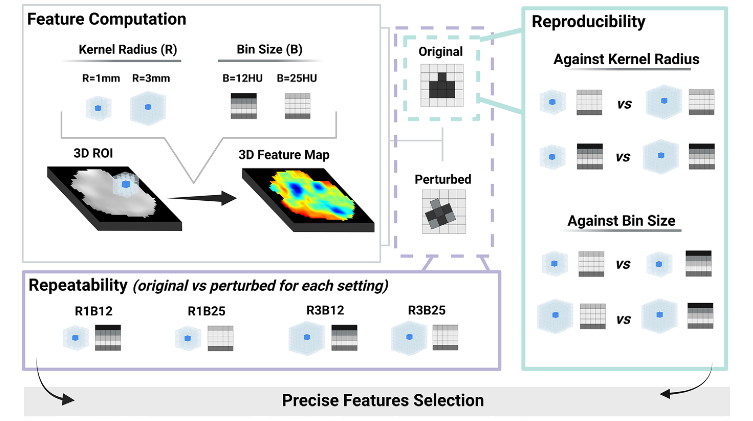 Feature Computation
Kernel Radius (R)
Bin Size (B)
R=1mm
R=3mm
B=12HU
B=25HU
3D ROI
3D Feature Map
Original
Perturbed
Reproducibility
Against Kernel Radius
vs
vs
Against Bin Size
vs
vs
Repeatability (original vs perturbed for each setting)
R1B12
R1B25
R3B12
R3B25
Precise Features Selection